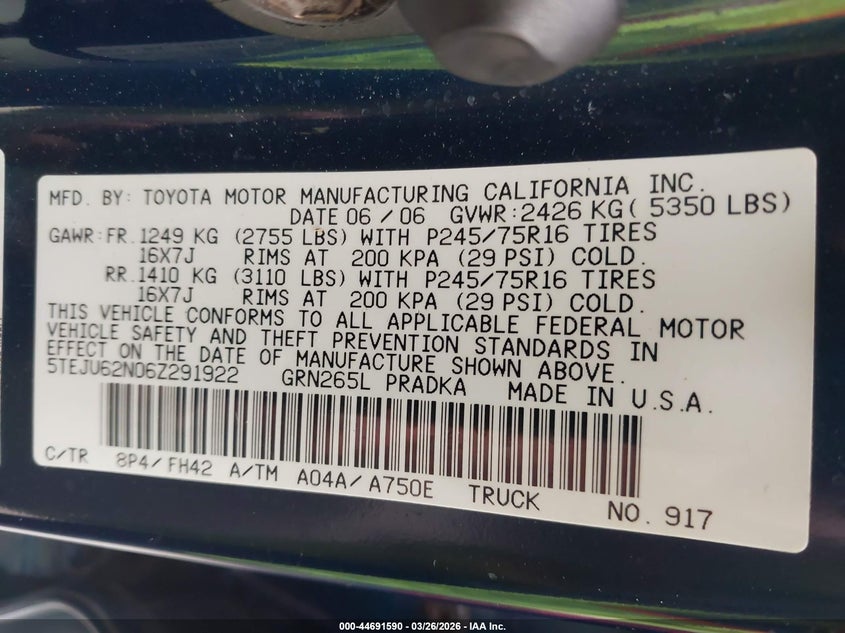 MFD. BY: TOYOTA MOTOR MANUFACTURING CALIFORNIA INC.
DATE 06 / 06 GVWR: 2426 KG ( 5350 LBS)
GAWR: FR. 1249 KG (2755 LBS) WITH P245/75R16 TIRES
16X7J RIMS AT 200 KPA (29 PSI) COLD.
RR. 1410 KG (3110 LBS) WITH P245/75R16 TIRES
16X7J RIMS AT 200 KPA (29 PSI) COLD.
THIS VEHICLE CONFORMS TO ALL APPLICABLE FEDERAL MOTOR
VEHICLE SAFETY AND THEFT PREVENTION STANDARDS IN
EFFECT ON THE DATE OF MANUFACTURE SHOWN ABOVE.
5TEJU62N06Z291922 GRN265L PRADKA MADE IN U.S.A.
C/TR 8P4/FH42 A/TM A04A/A750E TRUCK NO. 917
000-44691590 - 03/26/2026 - IAA Inc.